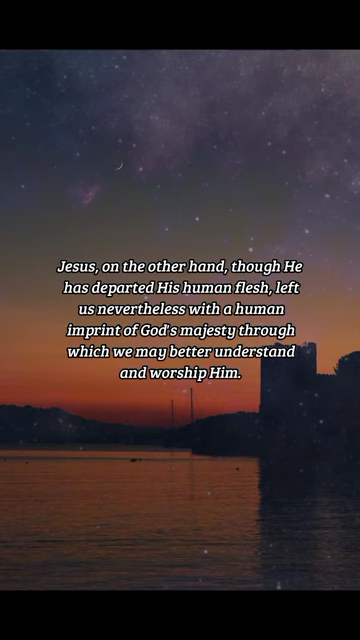 Jesus, on the other hand, though He
has departed His human flesh, left
us nevertheless with a human
imprint of God's majesty through
which we may better understand
and worship Him.